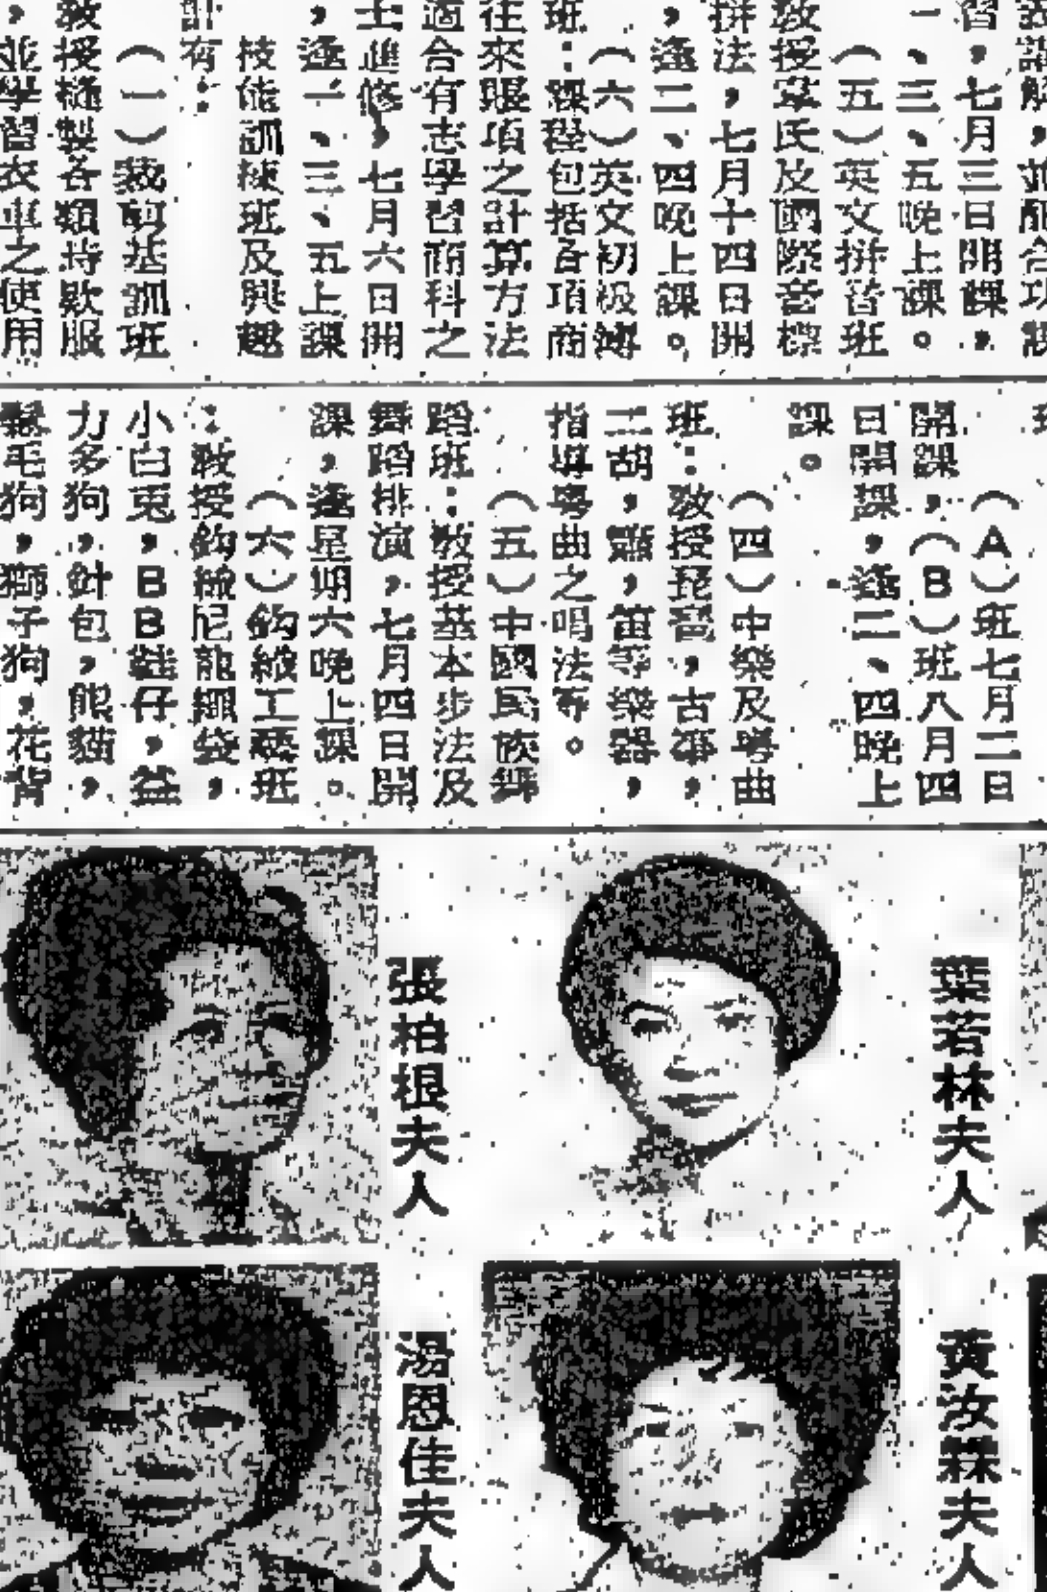 習，七月三日開課，
一、三、五晚上課。
（五）英文拼音班
教授韋氏及國際音標
拼法，七月十四日開
，逢二、四晚上課。
（六）英文初級簿
班：課程包括各項商
往來賬項之計算方法
適合有志學習商科之
士進修，七月六日開
，逢一、三、五上課
技能訓練班及興趣
計有：
（一）裁剪基訓班
教授縫製各類時款服
，並學習衣車之使用
（A）班七月二日
開課，（B）班八月四
日開課，逢二、四晚上
課。
（四）中樂及粵曲
班：教授琵琶，古箏，
二胡，簫，笛等樂器，
指導粵曲之唱法等。
（五）中國民族舞
蹈班：教授基本步法及
舞蹈排演，七月四日開
課，逢星期六晚上課。
（六）鈎織工藝班
：教授鈎織尼龍繩袋，
小白兎，BB鞋仔，益
力多狗，針包，熊貓，
鬆毛狗，獅子狗，花背
葉若林夫人
張柏根夫人
黃汝霖夫人
湯恩佳夫人